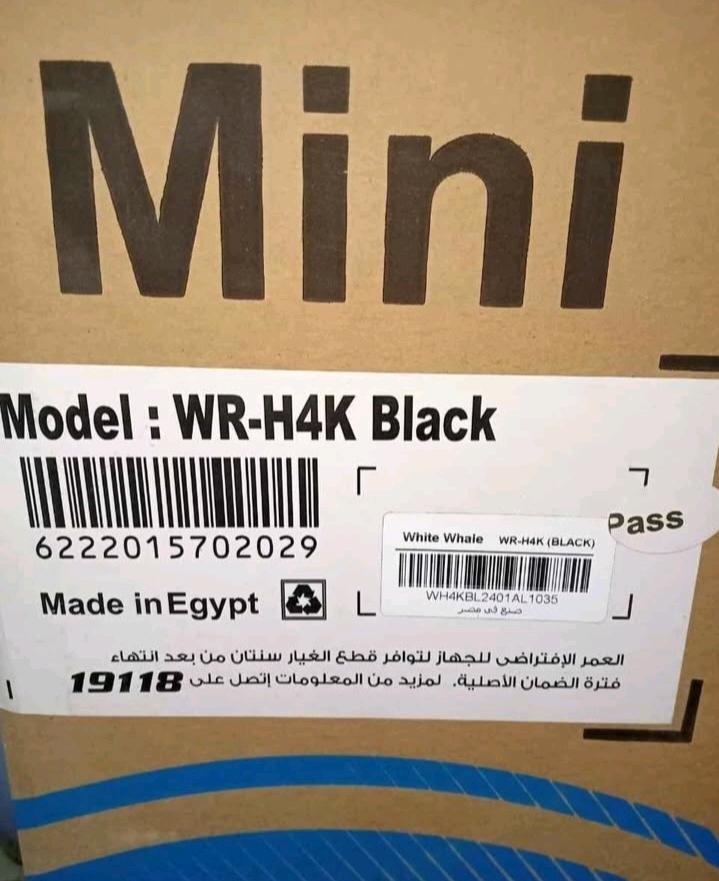 Mini
Model : WR-H4K Black
6222015702029
Pass
White Whale WR-H4K (BLACK)
WH4KBL2401AL1035
صنع في مصر
Made in Egypt
العمر الإفتراضى للجهاز لتوافر قطع الغيار سنتان من بعد انتهاء
فترة الضمان الأصلية. لمزيد من المعلومات إتصل على 19118